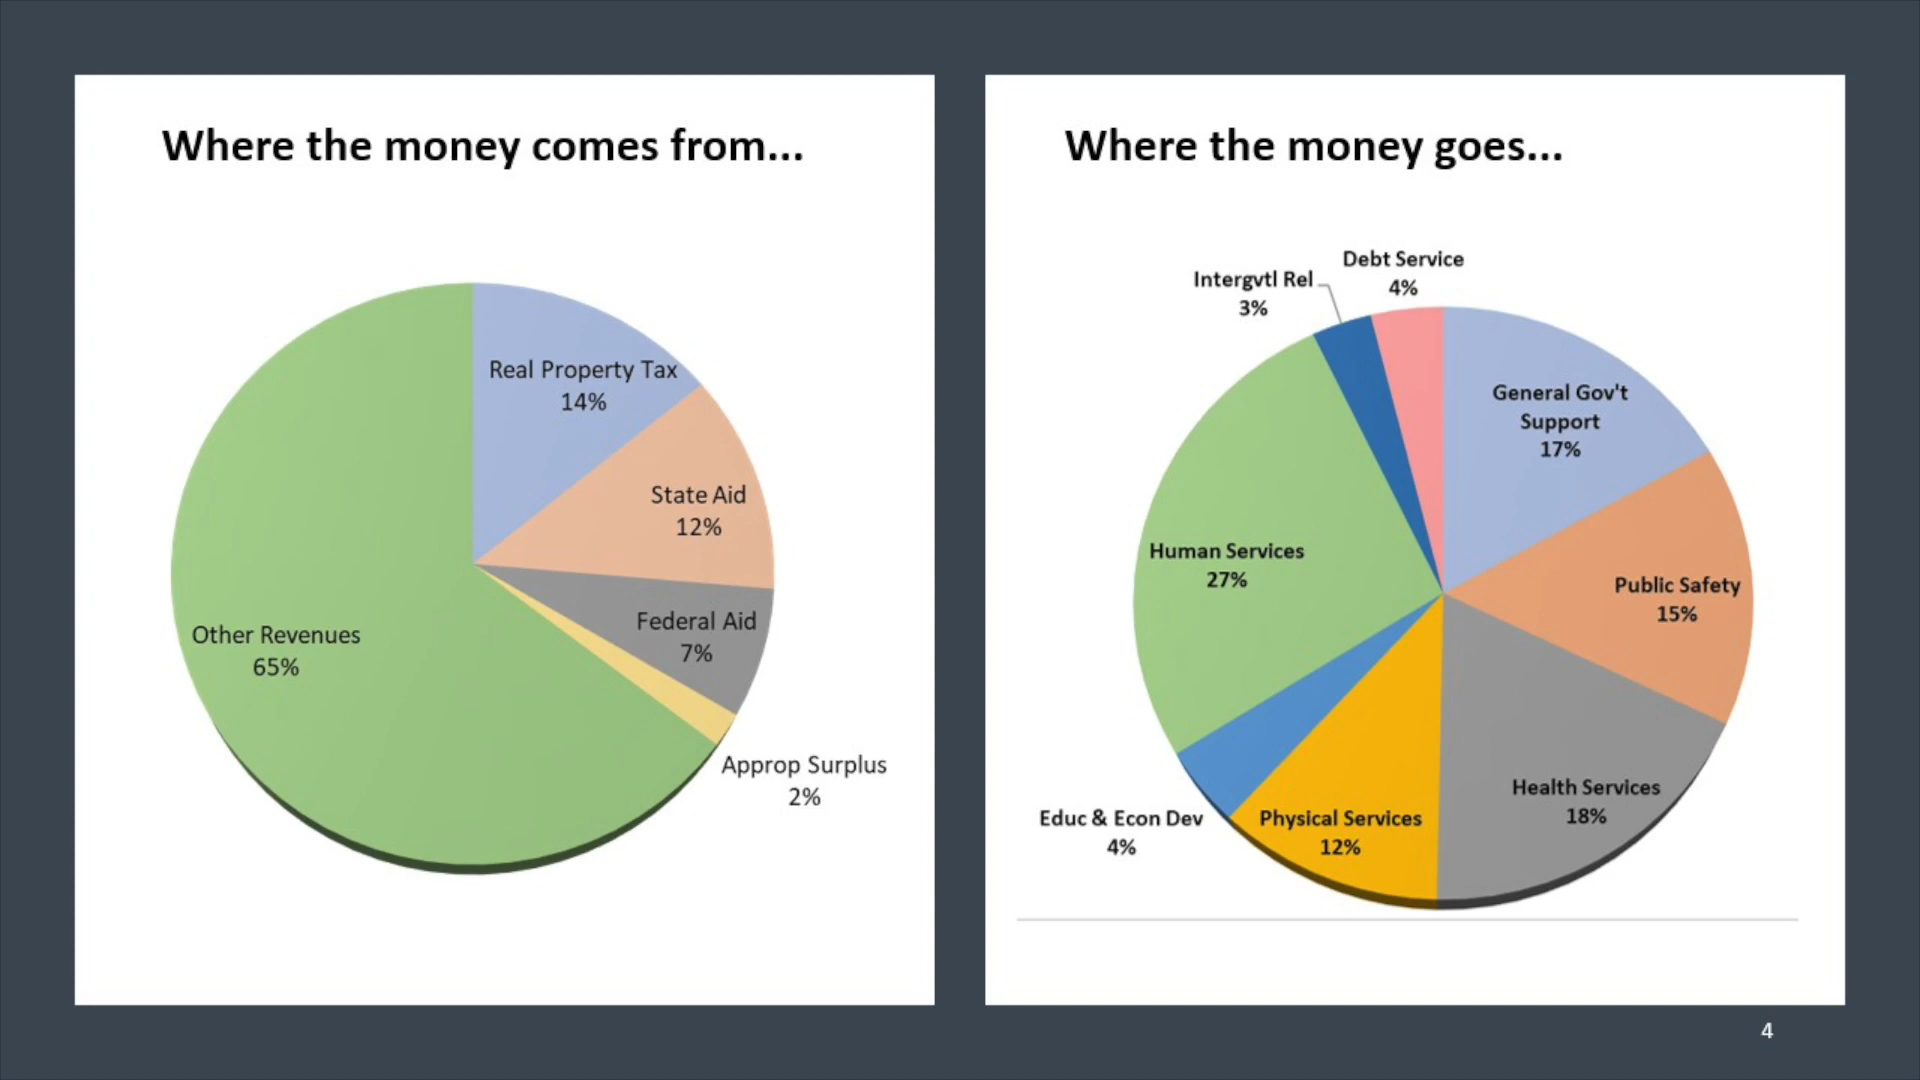 Where the money comes from...
Real Property Tax
14%
State Aid
12%
Federal Aid
7%
Approp Surplus
2%
Other Revenues
65%
Where the money goes...
Debt Service
4%
Intergvtl Rel
3%
General Gov't
Support
17%
Public Safety
15%
Health Services
18%
Physical Services
12%
Educ & Econ Dev
4%
Human Services
27%
4